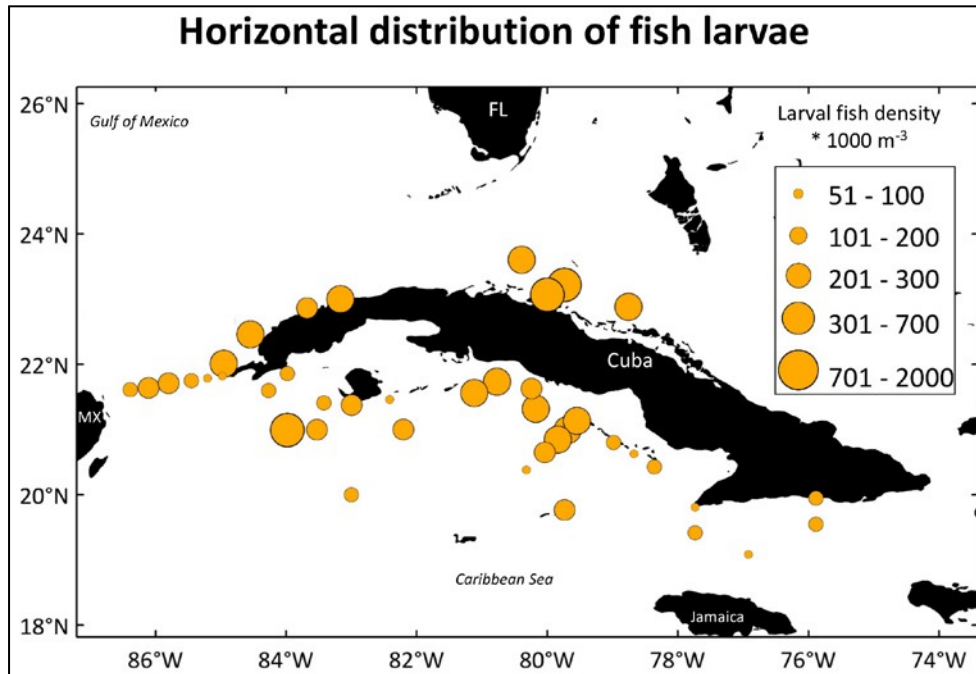 Horizontal distribution of fish larvae
26°N
24°N
22°N
20°N
18°N
Gulf of Mexico
FL
Larval fish density
* 1000 m⁻³
51 - 100
101 - 200
201 - 300
301 - 700
701 - 2000
Cuba
MX
Caribbean Sea
Jamaica
86°W
84°W
82°W
80°W
78°W
76°W
74°W